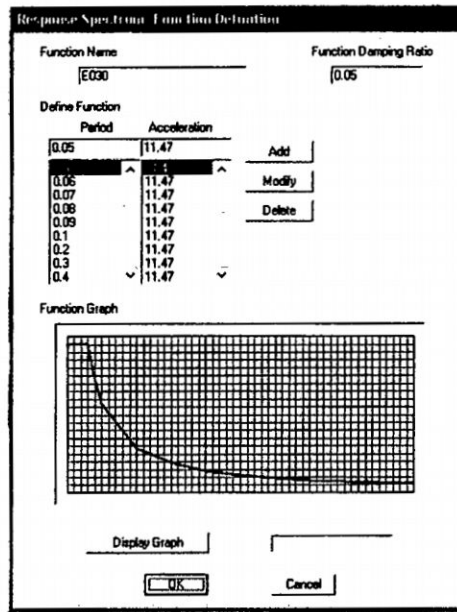 Response Spectrum Function Definition
Function Name
Function Damping Ratio
E030
0.05
Define Function
Period Acceleration
0.05 11.47
Add
0.06 11.47
Modify
0.07 11.47
0.08 11.47
Delete
0.09 11.47
0.1 11.47
0.2 11.47
0.3 11.47
0.4 11.47
Function Graph
Display Graph
OK
Cancel